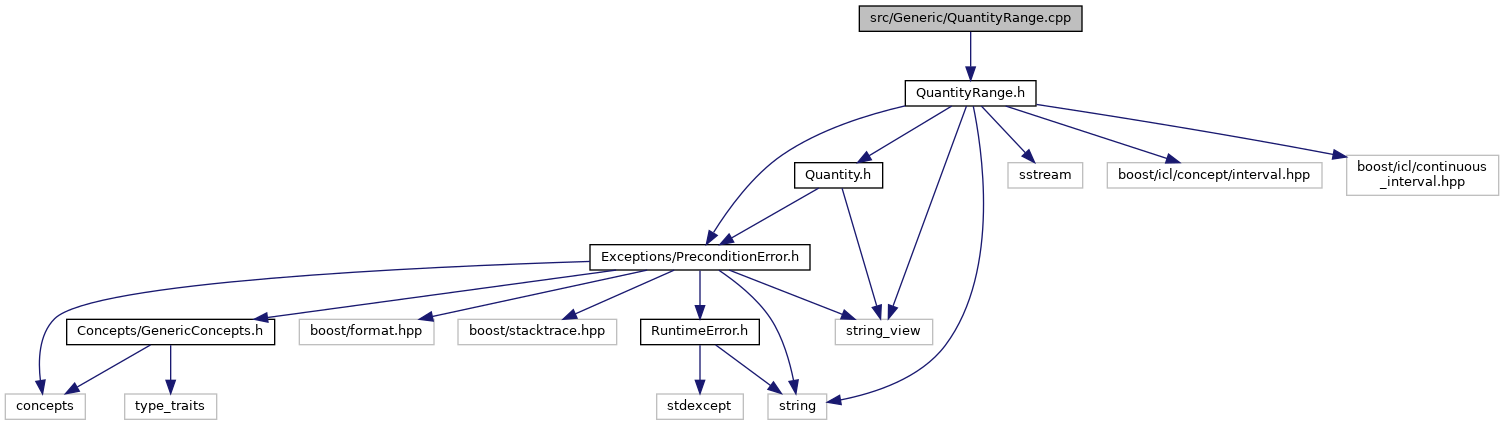 src/Generic/QuantityRange.cpp
QuantityRange.h
Quantity.h
sstream
boost/icl/concept/interval.hpp
boost/icl/continuous
_interval.hpp
Exceptions/PreconditionError.h
Concepts/GenericConcepts.h
boost/format.hpp
boost/stacktrace.hpp
RuntimeError.h
string_view
concepts
type_traits
stdexcept
string